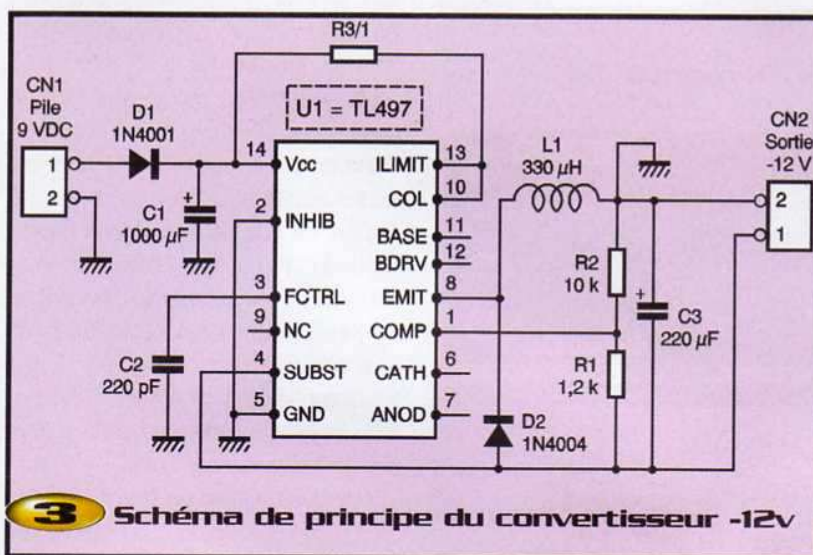 R3/1
CN1
Pile
9 VDC
D1
1N4001
U1 = TL497
1
2
C1
1000 µF
+
14
2
3
9
4
5
Vcc
INHIB
FCTRL
NC
SUBST
GND
ILIMIT
COL
BASE
BDRV
EMIT
COMP
CATH
ANOD
13
10
11
12
8
1
6
7
C2
220 pF
L1
330 µH
CN2
Sortie
-12 V
2
1
R2
10 k
+
C3
220 µF
R1
1,2 k
D2
1N4004
3 Schéma de principe du convertisseur -12v